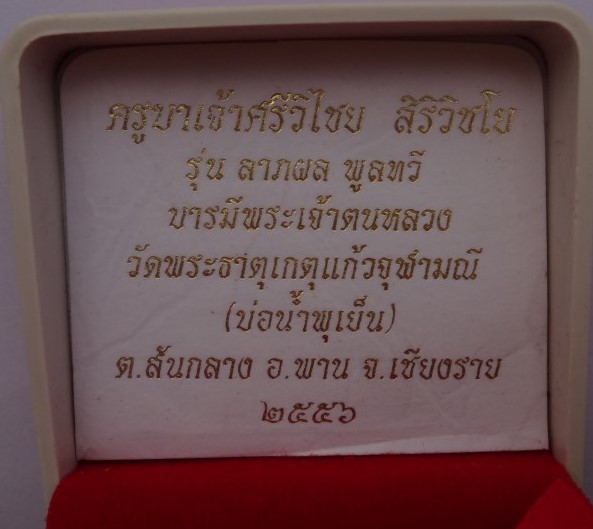 ครูบาเจ้าศรีวิไชย สิริวิชโย
รุ่น ลาภผล พูลทวี
บารมีพระเจ้าตนหลวง
วัดพระธาตุเกตุแก้วจุฬามณี
(บ่อน้ำพุเย็น)
ต.สันกลาง อ.พาน จ.เชียงราย
๒๕๕๖